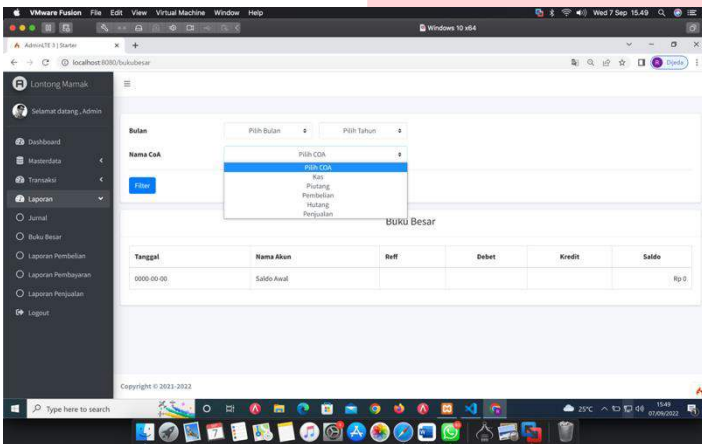 VMware Fusion File Edit View Virtual Machine Window Help
Wed 7 Sep 15.49
Windows 10 x64
AdminLTE 3 | Starter
localhost:8080/bukubesar
Dijeda
Lontong Mamak
Selamat datang , Admin
Dashboard
Masterdata
Transaksi
Laporan
Jurnal
Buku Besar
Laporan Pembelian
Laporan Pembayaran
Laporan Penjualan
Logout
Bulan Pilih Bulan Pilih Tahun
Nama CoA Pilih COA
Pilih COA
Kas
Piutang
Pembelian
Hutang
Penjualan
Filter
Buku Besar
Tanggal Nama Akun Reff Debet Kredit Saldo
0000-00-00 Saldo Awal Rp 0
Copyright © 2021-2022
Type here to search
25°C
15:49
07/09/2022
7